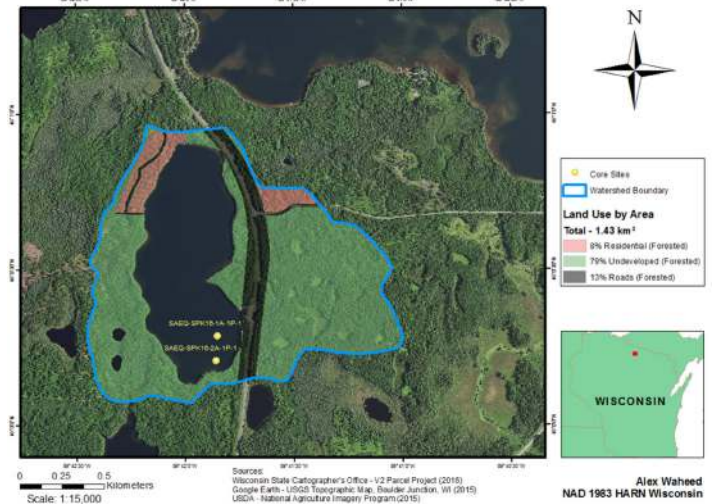 N
Core Sites
Watershed Boundary
Land Use by Area
Total - 1.43 km²
8% Residential (Forested)
79% Undeveloped (Forested)
13% Roads (Forested)
SAEQ-SPK16-1A-1P-1
SAEQ-SPK16-2A-1P-1
WISCONSIN
0 0.25 0.5
Kilometers
Scale: 1:15,000
Sources:
Wisconsin State Cartographer's Office - V2 Parcel Project (2016)
Google Earth - USGS Topographic Map, Boulder Junction, WI (2015)
USDA - National Agriculture Imagery Program (2015)
Alex Waheed
NAD 1983 HARN Wisconsin